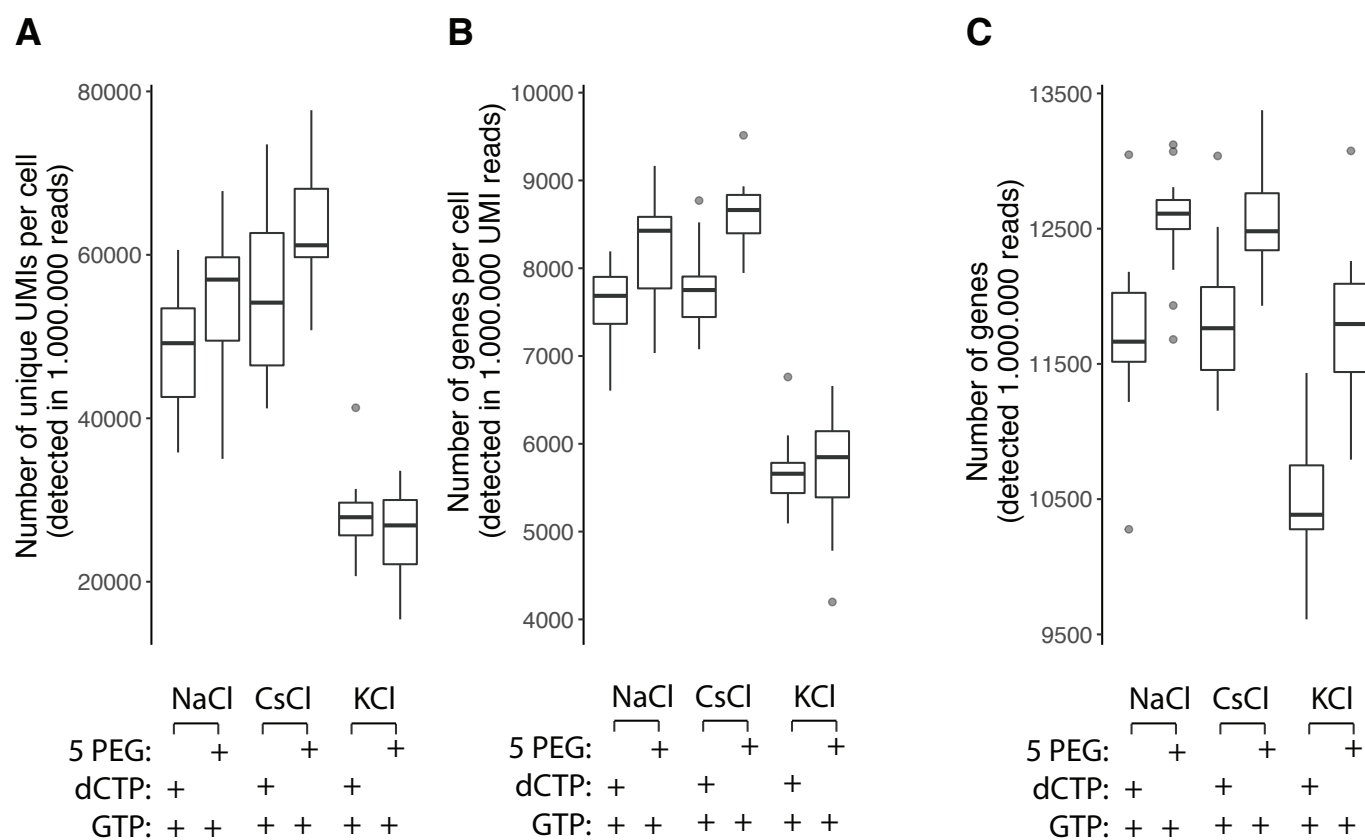 A
Number of unique UMIs per cell
(detected in 1.000.000 reads)
80000
60000
40000
20000
NaCl CsCl KCl
5 PEG: + + +
dCTP: + + +
GTP: + + + + + +
B
Number of genes per cell
(detected in 1.000.000 UMI reads)
10000
9000
8000
7000
6000
5000
4000
NaCl CsCl KCl
5 PEG: + + +
dCTP: + + +
GTP: + + + + + +
C
Number of genes
(detected 1.000.000 reads)
13500
12500
11500
10500
9500
NaCl CsCl KCl
5 PEG: + + +
dCTP: + + +
GTP: + + + + + +